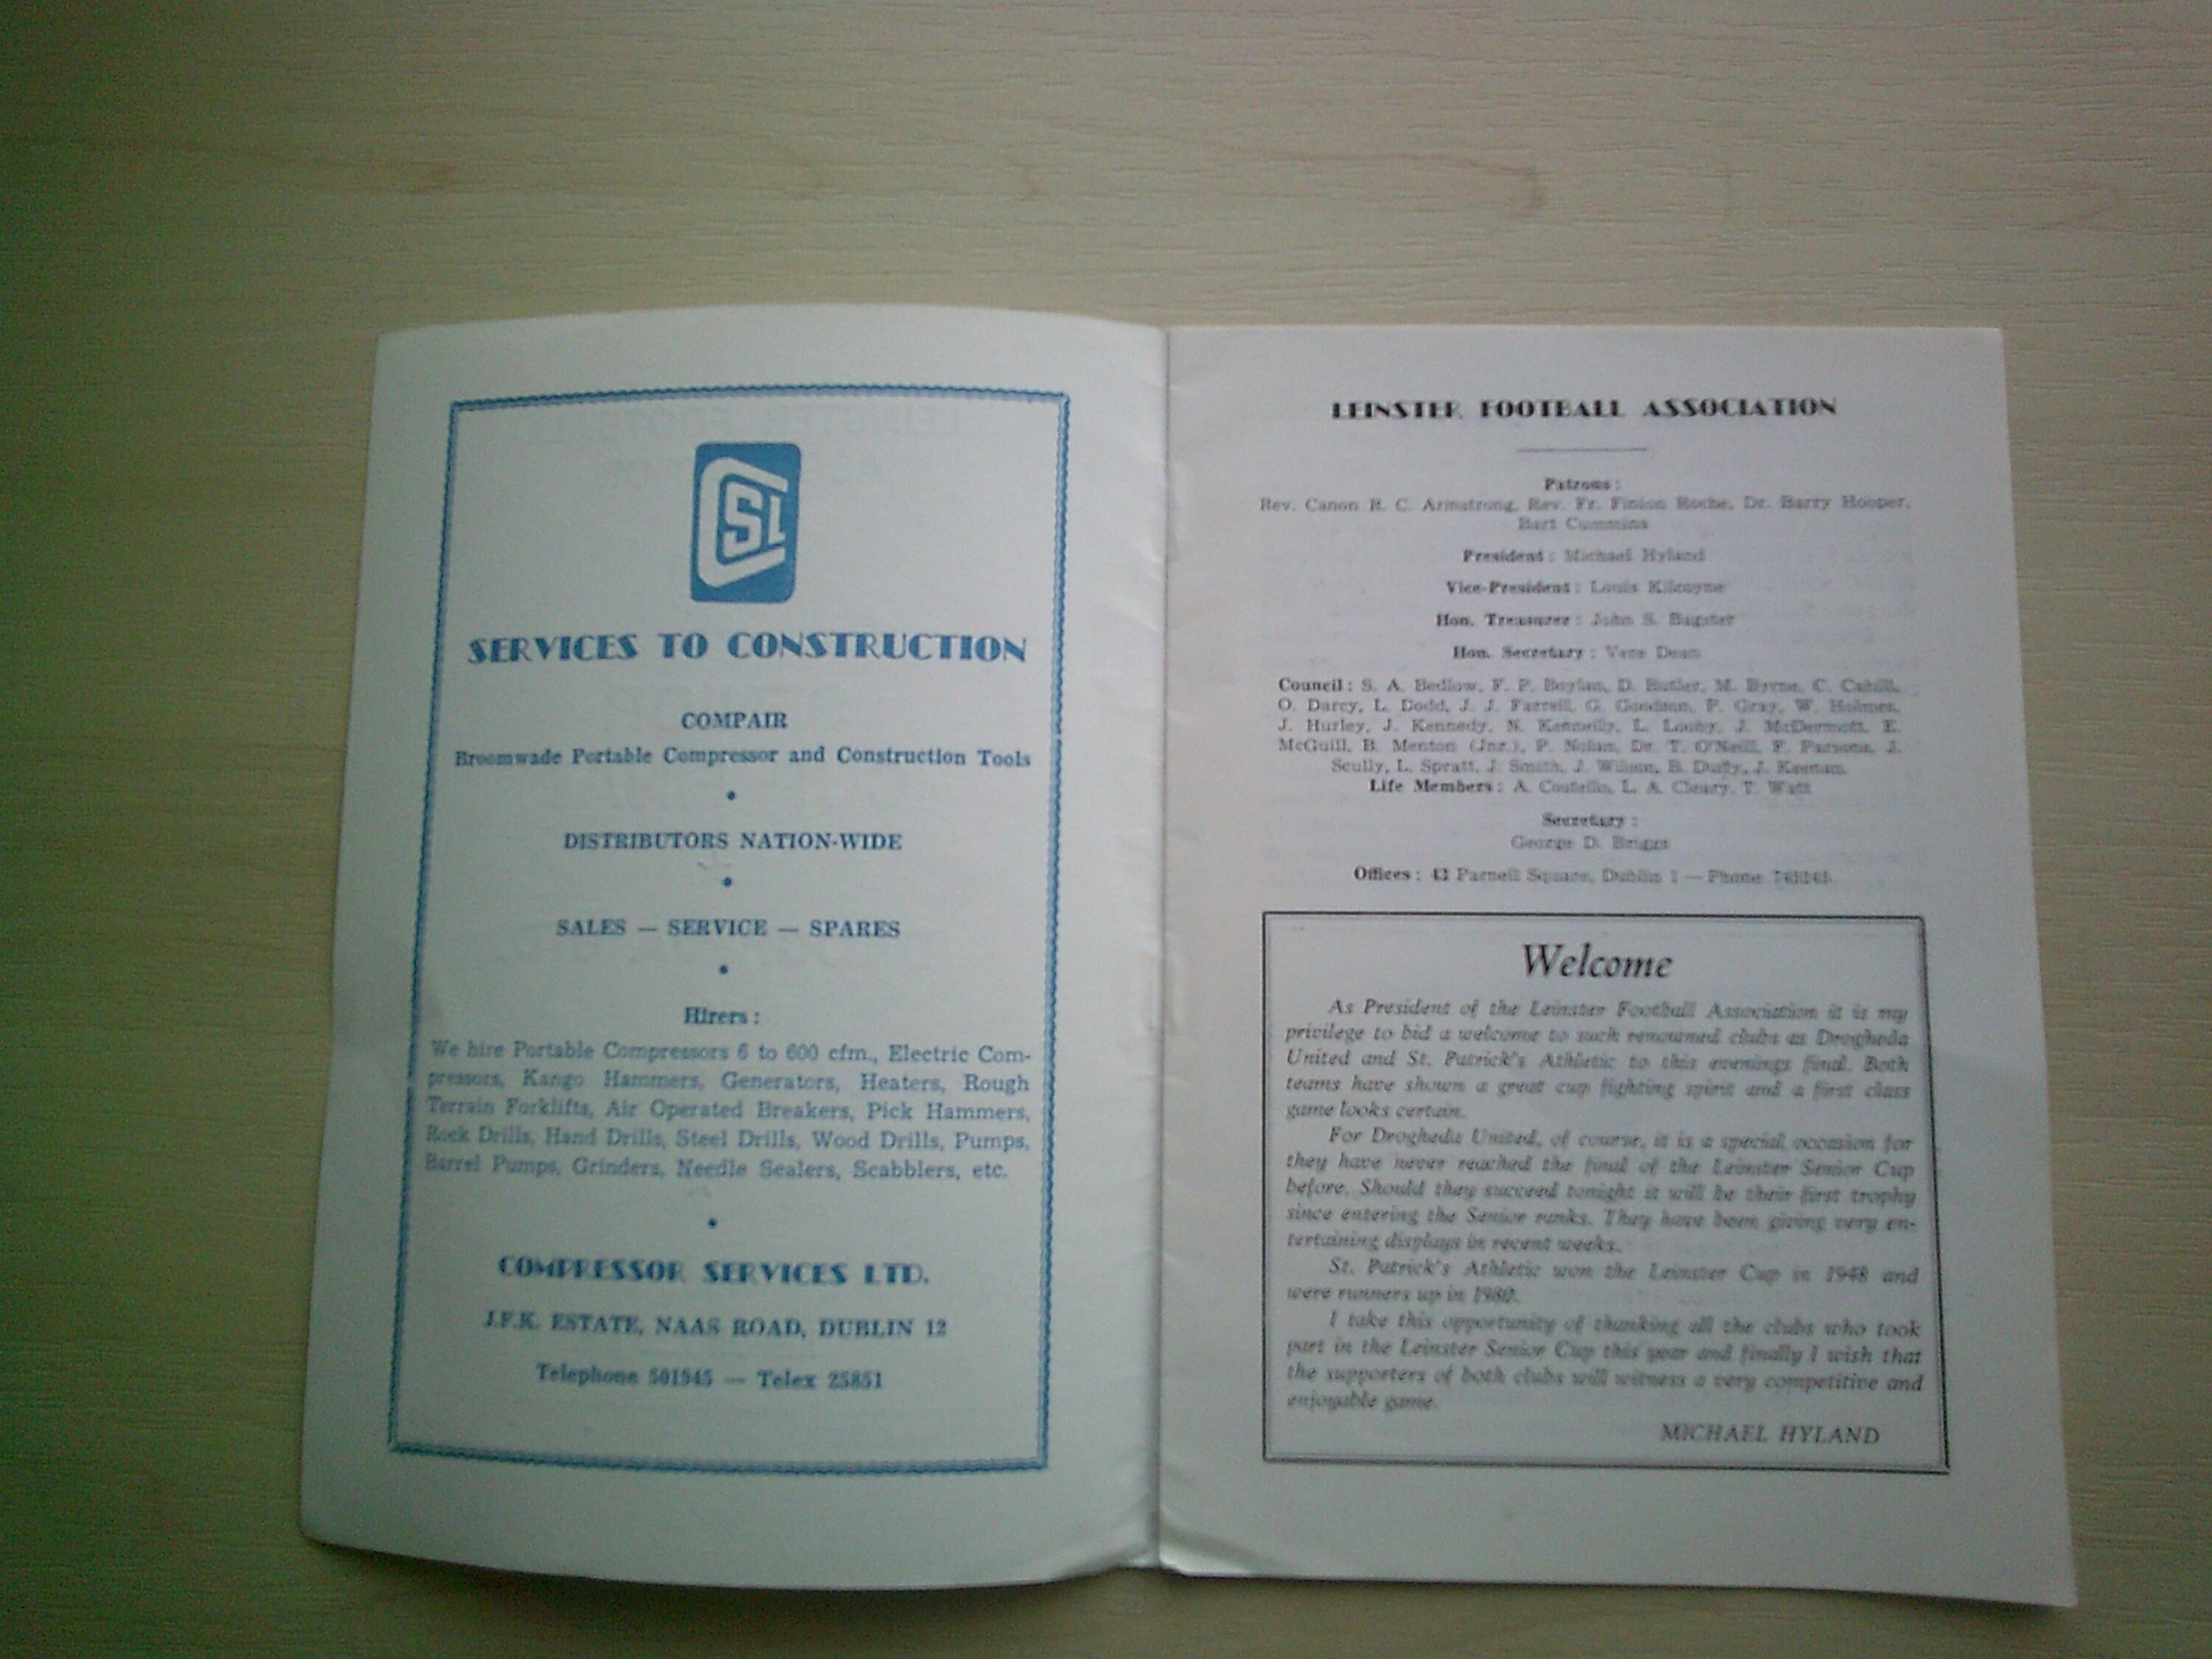 CSL
SERVICES TO CONSTRUCTION
COMPAIR
Broomwade Portable Compressor and Construction Tools
•
DISTRIBUTORS NATION-WIDE
•
SALES — SERVICE — SPARES
•
Hirers :
We hire Portable Compressors 6 to 600 cfm., Electric Com-
pressors, Kango Hammers, Generators, Heaters, Rough
Terrain Forklifts, Air Operated Breakers, Pick Hammers,
Rock Drills, Hand Drills, Steel Drills, Wood Drills, Pumps,
Barrel Pumps, Grinders, Needle Sealers, Scabblers, etc.
•
COMPRESSOR SERVICES LTD.
J.F.K. ESTATE, NAAS ROAD, DUBLIN 12
Telephone 501945 — Telex 25851
LEINSTER FOOTBALL ASSOCIATION
Patrons :
Rev. Canon R. C. Armstrong, Rev. Fr. Finian Roche, Dr. Barry Hooper,
Bart Cummins
President : Michael Hyland
Vice-President : Louis Kilcoyne
Hon. Treasurer : John S. Bagster
Hon. Secretary : Vere Dean
Council : S. A. Bedlow, F. P. Boylan, D. Butler, M. Byrne, C. Cahill,
O. Darcy, L. Dodd, J. J. Farrell, G. P. Gray, W. Holmes,
J. Hurley, J. Kennedy, N. Kennelly, L. J. McDermott, E.
McGuill, B. Menton (Jnr.), P. Nolan, Dr. T. O'Neill, F. Parsons, J.
Scully, L. Spratt, J. Smith, J. Wilson, B. Duffy, J. Keenan.
Life Members : A. Costello, L. A. Cleary, T. Watt
Secretary :
George D. Briggs
Offices : Parnell Square, Dublin 1 — Phone
Welcome
As President of the Leinster Football Association it is my
privilege to bid a welcome to such renowned clubs as Drogheda
United and St. Patrick's Athletic to this evenings final. Both
teams have shown a great cup fighting spirit and a first class
game looks certain.
For Drogheda United, of course, it is a special occasion for
they have never reached the final of the Leinster Senior Cup
before. Should they succeed tonight it will be their first trophy
since entering the Senior ranks. They have been giving very en-
tertaining displays in recent weeks.
St. Patrick's Athletic won the Leinster Cup in 1948 and
were runners up in 1980.
I take this opportunity of thanking all the clubs who took
part in the Leinster Senior Cup this year and finally I wish that
the supporters of both clubs will witness a very competitive and
enjoyable game.
MICHAEL HYLAND